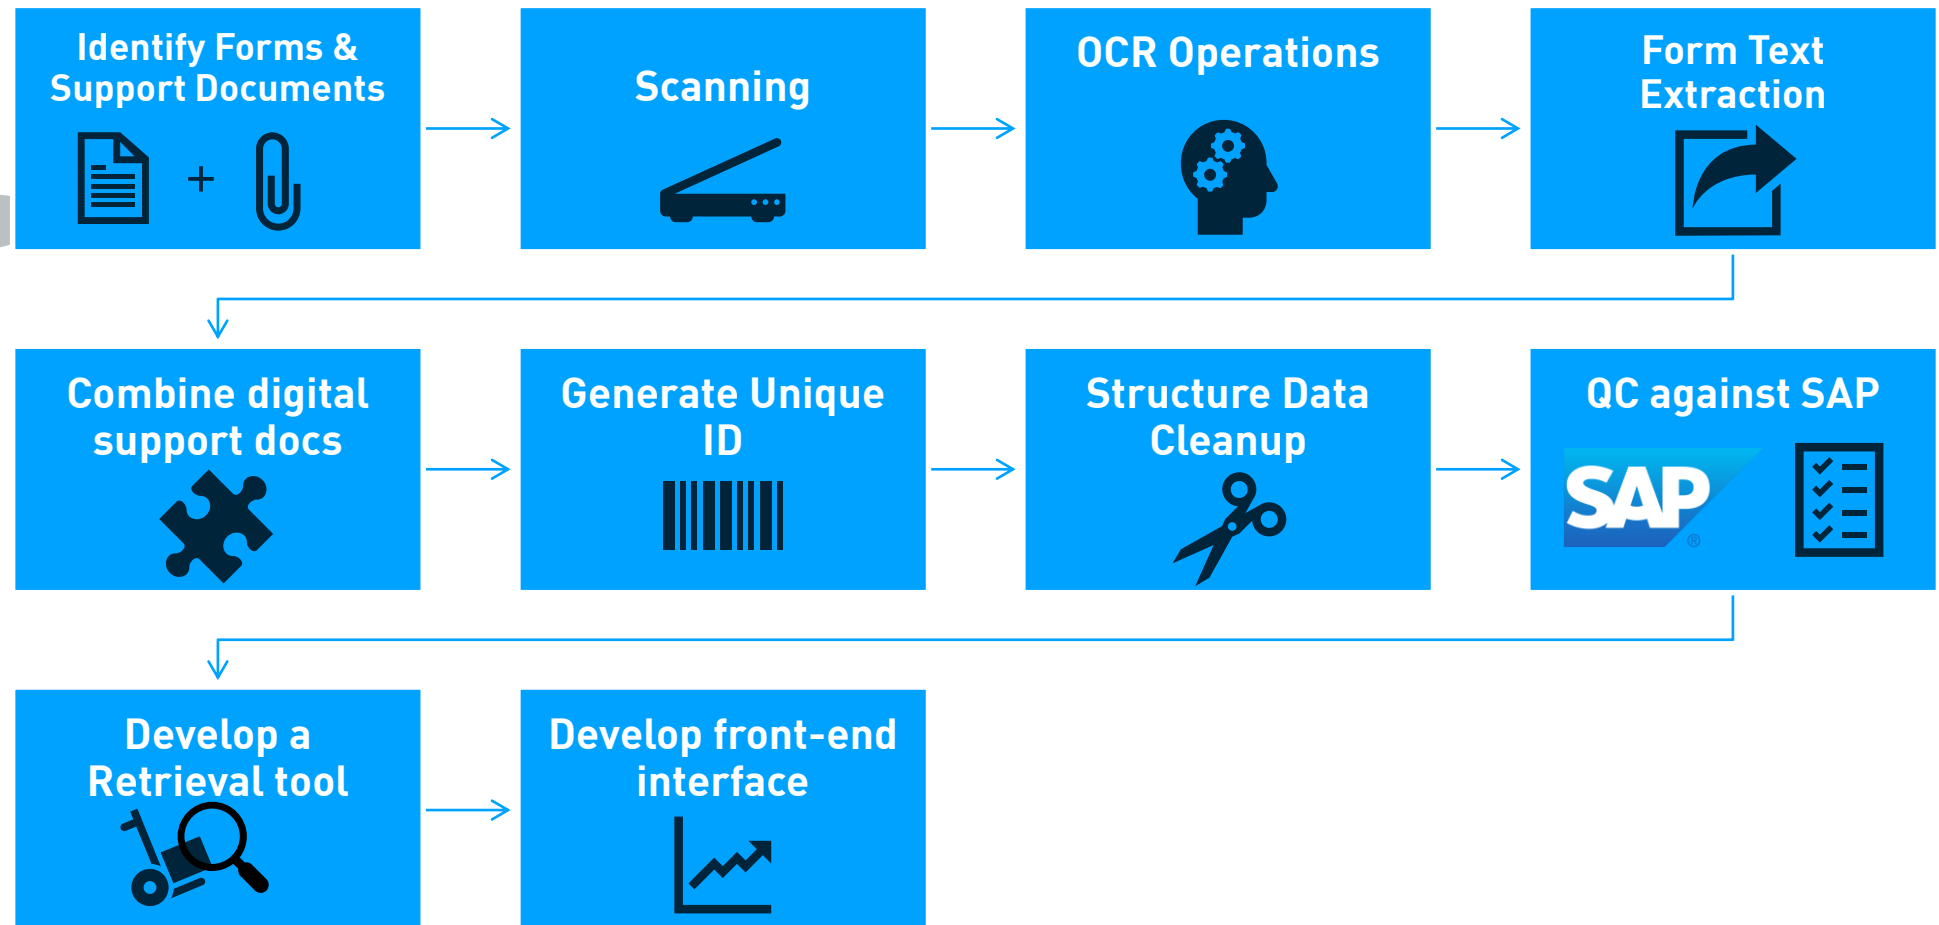 Identify Forms &
Support Documents
+
Scanning
OCR Operations
Form Text
Extraction
Combine digital
support docs
Generate Unique
ID
Structure Data
Cleanup
QC against SAP
SAP
®
Develop a
Retrieval tool
Develop front-end
interface